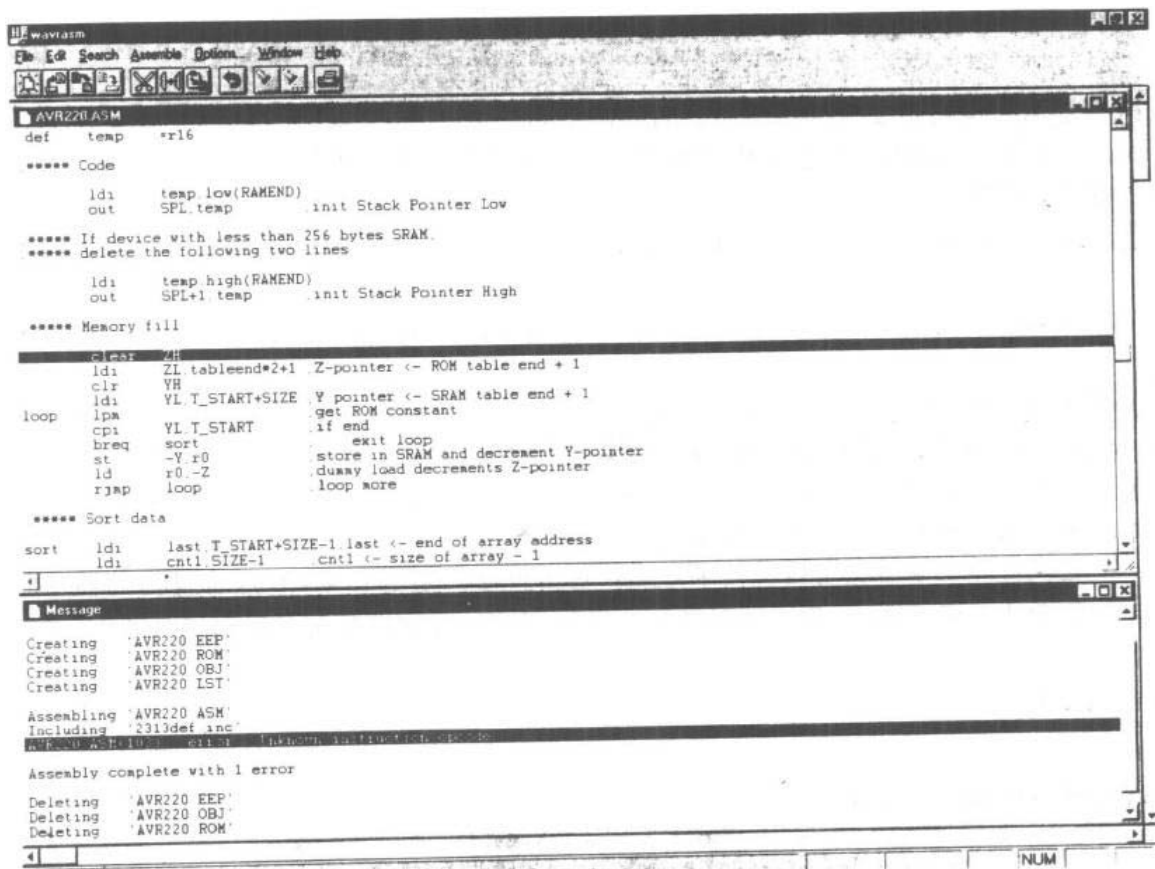 wavrasm
File Edit Search Assemble Options Window Help
AVR220.ASM
def temp =r16
***** Code
ldi temp.low(RAMEND)
out SPL.temp .init Stack Pointer Low
***** If device with less than 256 bytes SRAM.
***** delete the following two lines
ldi temp.high(RAMEND)
out SPL+1.temp .init Stack Pointer High
***** Memory fill
clear ZH
ldi ZL.tableend*2+1 .Z-pointer <- ROM table end + 1
clr YH
ldi YL.T_START+SIZE .Y pointer <- SRAM table end + 1
loop lpm .get ROM constant
cpi YL.T_START .if end
breq sort . exit loop
st -Y.r0 .store in SRAM and decrement Y-pointer
ld r0.-Z .dummy load decrements Z-pointer
rjmp loop .loop more
***** Sort data
sort ldi last.T_START+SIZE-1.last <- end of array address
ldi cnt1.SIZE-1 .cnt1 <- size of array - 1
Message
Creating 'AVR220 EEP'
Creating 'AVR220 ROM'
Creating 'AVR220 OBJ'
Creating 'AVR220 LST'
Assembling 'AVR220 ASM'
Including '2313def inc'
AVR220 ASM error Unknown instruction opcode
Assembly complete with 1 error
Deleting 'AVR220 EEP'
Deleting 'AVR220 OBJ'
Deleting 'AVR220 ROM'
NUM